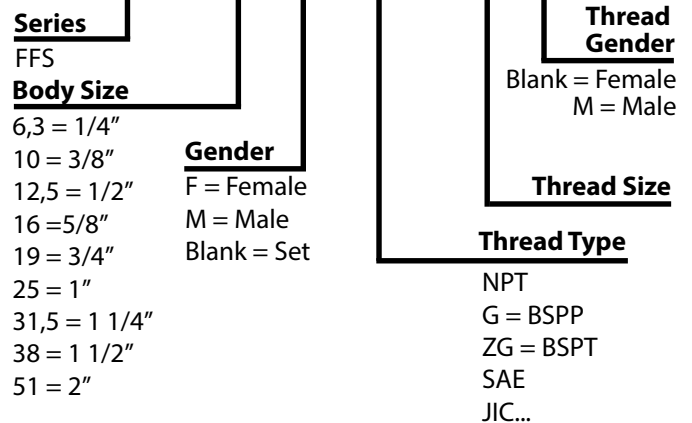 Series
FFS
Body Size
6,3 = 1/4”
10 = 3/8”
12,5 = 1/2”
16 =5/8”
19 = 3/4”
25 = 1”
31,5 = 1 1/4”
38 = 1 1/2”
51 = 2”
Gender
F = Female
M = Male
Blank = Set
Thread
Gender
Blank = Female
M = Male
Thread Size
Thread Type
NPT
G = BSPP
ZG = BSPT
SAE
JIC...